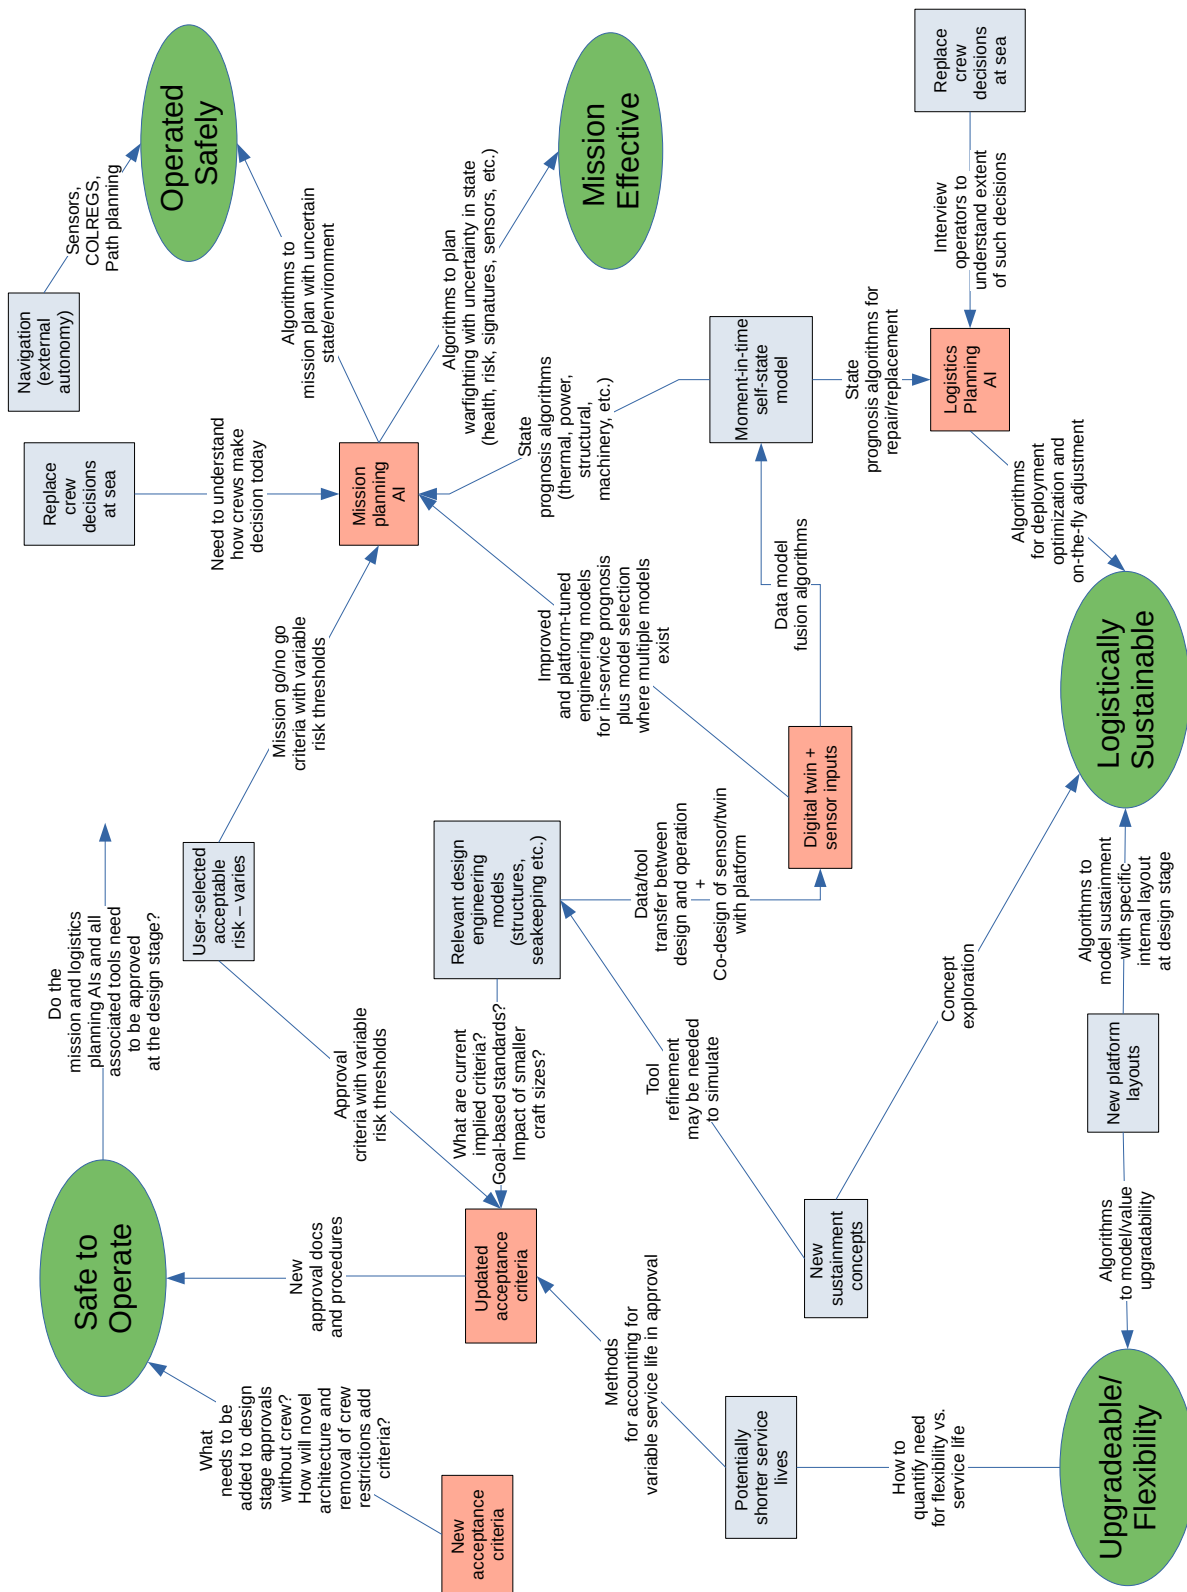 Safe to
Operate
What
needs to be
added to design
stage approvals
without crew?
How will novel
architecture and
removal of crew
restrictions add
criteria?
New
acceptance
criteria
New
approval docs
and procedures
Updated
acceptance
criteria
Do the
mission and logistics
planning AIs and all
associated tools need
to be approved
at the design stage?
User-selected
acceptable
risk – varies
Approval
criteria with variable
risk thresholds
Mission go/no go
criteria with variable
risk thresholds
Replace
crew
decisions
at sea
Need to understand
how crews make
decision today
Navigation
(external
autonomy)
Sensors,
COLREGS,
Path planning
Operated
Safely
Algorithms to
mission plan with uncertain
state/environment
Mission
planning
AI
Algorithms to plan
warfighting with uncertainty in state
(health, risk, signatures, sensors, etc.)
Mission
Effective
What are current
implied criteria?
Goal-based standards?
Impact of smaller
craft sizes?
Relevant design
engineering
models
(structures,
seakeeping etc.)
Improved
and platform-tuned
engineering models
for in-service prognosis
plus model selection
where multiple models
exist
State
prognosis algorithms
(thermal, power,
structural,
machinery, etc.)
Methods
for accounting for
variable service life in approval
Tool
refinement
may be needed
to simulate
Data/tool
transfer between
design and operation
+
Co-design of sensor/twin
with platform
Potentially
shorter service
lives
New
sustainment
concepts
Digital twin +
sensor inputs
Data model
fusion algorithms
Moment-in-time
self-state
model
State
prognosis algorithms for
repair/replacement
Replace
crew
decisions
at sea
Interview
operators to
understand extent
of such decisions
Logistics
Planning
AI
How to
quantify need
for flexibility vs.
service life
Concept
exploration
Algorithms
for deployment
optimization and
on-the-fly adjustment
Upgradeable/
Flexibility
Algorithms
to model/value
upgradability
New platform
layouts
Algorithms to
model sustainment
with specific
internal layout
at design stage
Logistically
Sustainable